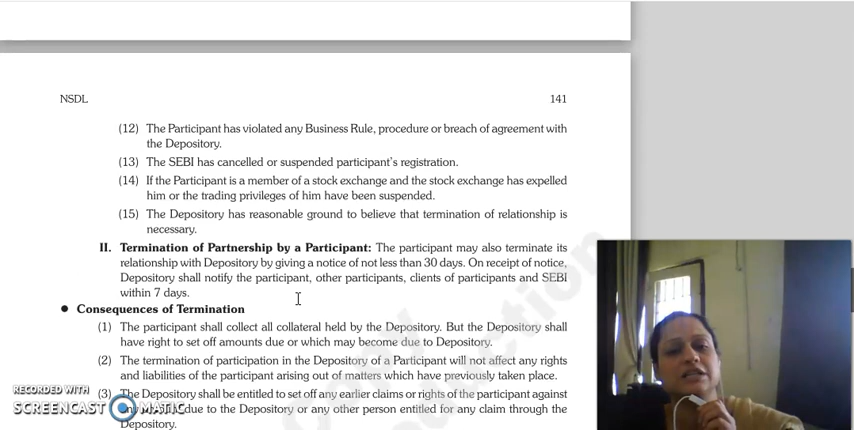 NSDL 141
(12) The Participant has violated any Business Rule, procedure or breach of agreement with
the Depository.
(13) The SEBI has cancelled or suspended participant's registration.
(14) If the Participant is a member of a stock exchange and the stock exchange has expelled
him or the trading privileges of him have been suspended.
(15) The Depository has reasonable ground to believe that termination of relationship is
necessary.
II. Termination of Partnership by a Participant: The participant may also terminate its
relationship with Depository by giving a notice of not less than 30 days. On receipt of notice,
Depository shall notify the participant, other participants, clients of participants and SEBI
within 7 days.
● Consequences of Termination
(1) The participant shall collect all collateral held by the Depository. But the Depository shall
have right to set off amounts due or which may become due to Depository.
(2) The termination of participation in the Depository of a Participant will not affect any rights
and liabilities of the participant arising out of matters which have previously taken place.
(3) The Depository shall be entitled to set off any earlier claims or rights of the participant against
due to the Depository or any other person entitled for any claim through the
Depository.
RECORDED WITH
SCREENCAST MATIC